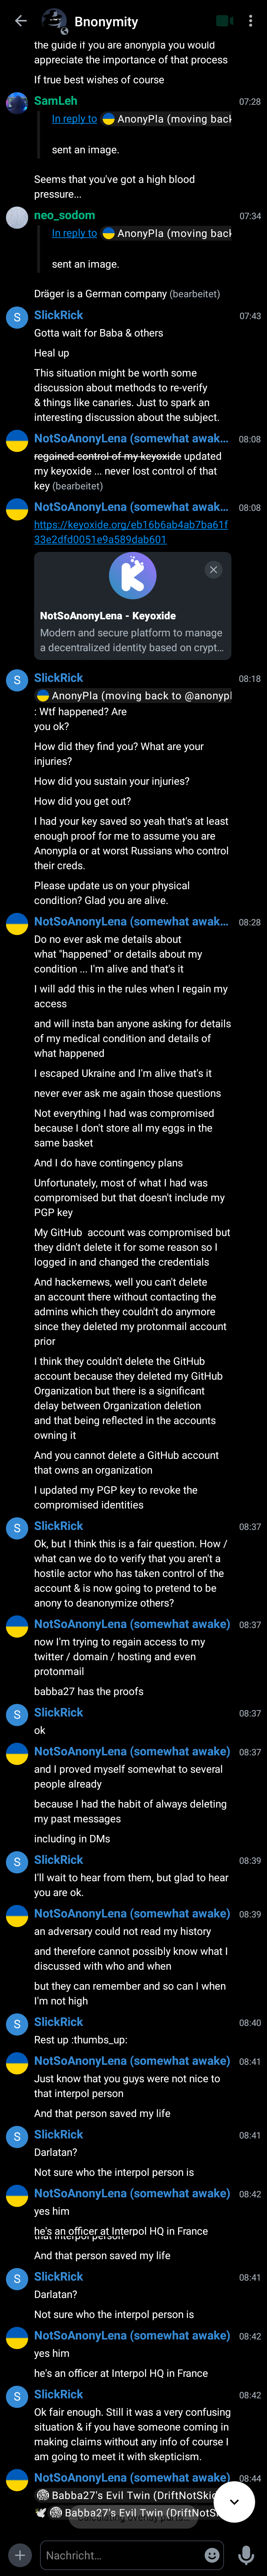 Bnonymity
the guide if you are anonypla you would
appreciate the importance of that process
If true best wishes of course
SamLeh 07:28
In reply to AnonyPla (moving back
sent an image.
Seems that you've got a high blood
pressure...
neo_sodom 07:34
In reply to AnonyPla (moving back
sent an image.
Dräger is a German company (bearbeitet)
S SlickRick 07:43
Gotta wait for Baba & others
Heal up
This situation might be worth some
discussion about methods to re-verify
& things like canaries. Just to spark an
interesting discussion about the subject.
NotSoAnonyLena (somewhat awak... 08:08
regained control of my keyoxide updated
my keyoxide ... never lost control of that
key (bearbeitet)
NotSoAnonyLena (somewhat awak... 08:08
https://keyoxide.org/eb16b6ab4ab7ba61f
33e2dfd0051e9a589dab601
NotSoAnonyLena - Keyoxide
Modern and secure platform to manage
a decentralized identity based on crypt...
S SlickRick 08:18
AnonyPla (moving back to @anonypl
: Wtf happened? Are
you ok?
How did they find you? What are your
injuries?
How did you sustain your injuries?
How did you get out?
I had your key saved so yeah that's at least
enough proof for me to assume you are
Anonypla or at worst Russians who control
their creds.
Please update us on your physical
condition? Glad you are alive.
NotSoAnonyLena (somewhat awak... 08:28
Do no ever ask me details about
what "happened" or details about my
condition ... I'm alive and that's it
I will add this in the rules when I regain my
access
and will insta ban anyone asking for details
of my medical condition and details of
what happened
I escaped Ukraine and I'm alive that's it
never ever ask me again those questions
Not everything I had was compromised
because I don't store all my eggs in the
same basket
And I do have contingency plans
Unfortunately, most of what I had was
compromised but that doesn't include my
PGP key
My GitHub account was compromised but
they didn't delete it for some reason so I
logged in and changed the credentials
And hackernews, well you can't delete
an account there without contacting the
admins which they couldn't do anymore
since they deleted my protonmail account
prior
I think they couldn't delete the GitHub
account because they deleted my GitHub
Organization but there is a significant
delay between Organization deletion
and that being reflected in the accounts
owning it
And you cannot delete a GitHub account
that owns an organization
I updated my PGP key to revoke the
compromised identities
S SlickRick 08:37
Ok, but I think this is a fair question. How /
what can we do to verify that you aren't a
hostile actor who has taken control of the
account & is now going to pretend to be
anony to deanonymize others?
NotSoAnonyLena (somewhat awake) 08:37
now I'm trying to regain access to my
twitter / domain / hosting and even
protonmail
babba27 has the proofs
S SlickRick 08:37
ok
NotSoAnonyLena (somewhat awake) 08:37
and I proved myself somewhat to several
people already
because I had the habit of always deleting
my past messages
including in DMs
S SlickRick 08:39
I'll wait to hear from them, but glad to hear
you are ok.
NotSoAnonyLena (somewhat awake) 08:39
an adversary could not read my history
and therefore cannot possibly know what I
discussed with who and when
but they can remember and so can I when
I'm not high
S SlickRick 08:40
Rest up :thumbs_up:
NotSoAnonyLena (somewhat awake) 08:41
Just know that you guys were not nice to
that interpol person
And that person saved my life
S SlickRick 08:41
Darlatan?
Not sure who the interpol person is
NotSoAnonyLena (somewhat awake) 08:42
yes him
he's an officer at Interpol HQ in France
that interpol person
And that person saved my life
S SlickRick 08:41
Darlatan?
Not sure who the interpol person is
NotSoAnonyLena (somewhat awake) 08:42
yes him
he's an officer at Interpol HQ in France
S SlickRick 08:42
Ok fair enough. Still it was a very confusing
situation & if you have someone coming in
making claims without any info of course I
am going to meet it with skepticism.
NotSoAnonyLena (somewhat awake) 08:44
Babba27's Evil Twin (DriftNotSki
Babba27's Evil Twin (DriftNotS
Nachricht...